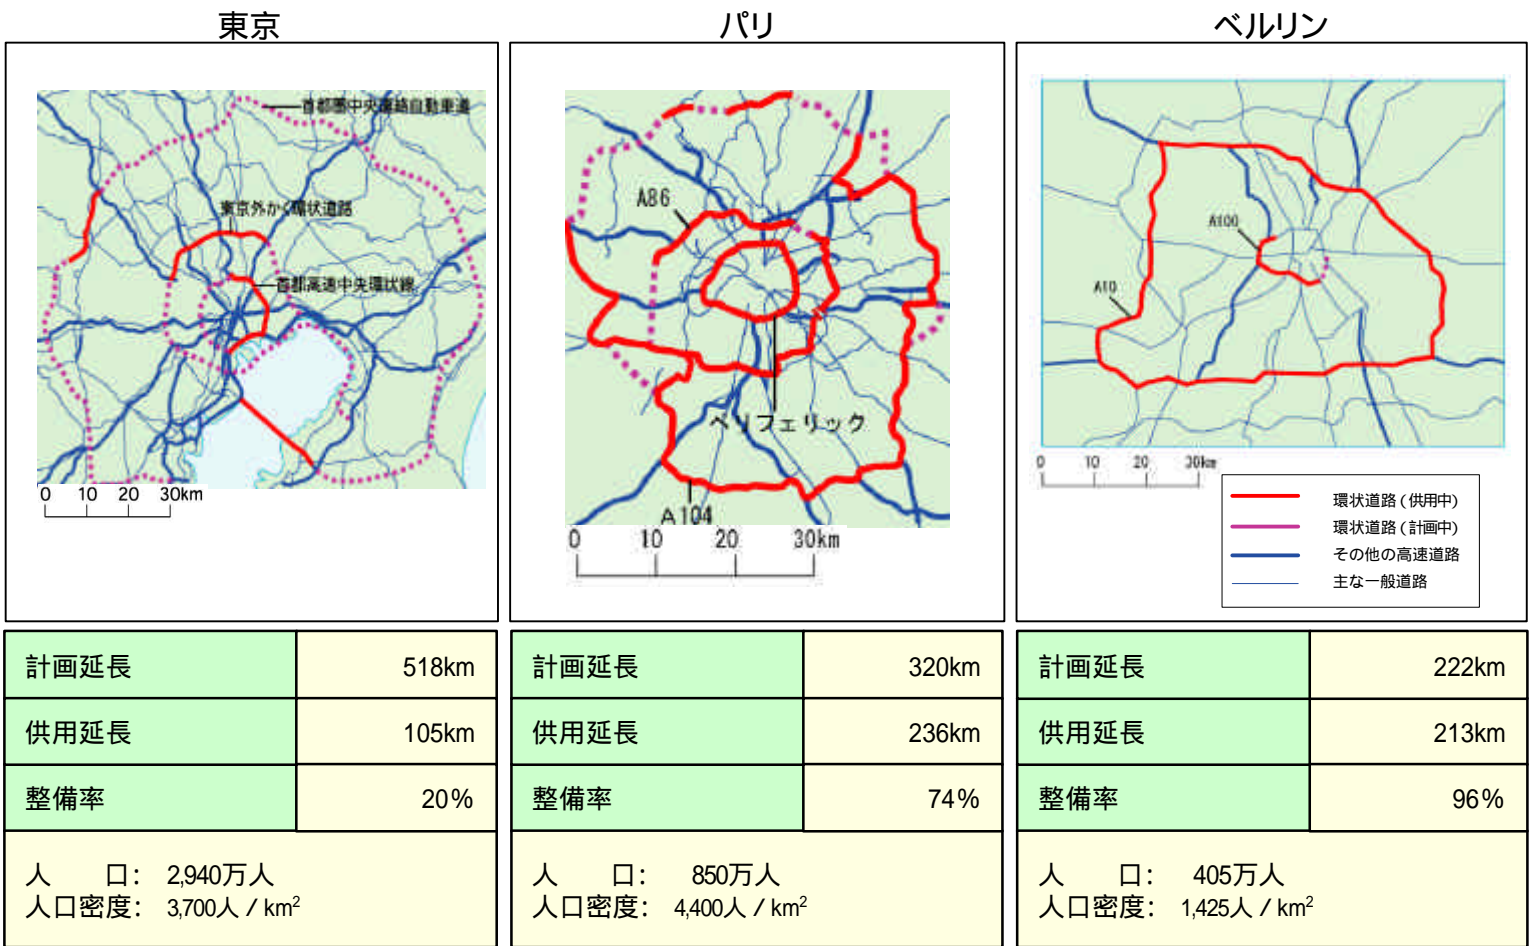 東京
パリ
ベルリン
首都圏中央連絡自動車道
東京外かく環状道路
首都高速中央環状線
0 10 20 30km
A86
ペリフェリック
A104
0 10 20 30km
A100
A10
0 10 20 30km
環状道路(供用中)
環状道路(計画中)
その他の高速道路
主な一般道路
計画延長 518km
供用延長 105km
整備率 20%
人 口: 2,940万人
人口密度: 3,700人/km²
計画延長 320km
供用延長 236km
整備率 74%
人 口: 850万人
人口密度: 4,400人/km²
計画延長 222km
供用延長 213km
整備率 96%
人 口: 405万人
人口密度: 1,425人/km²